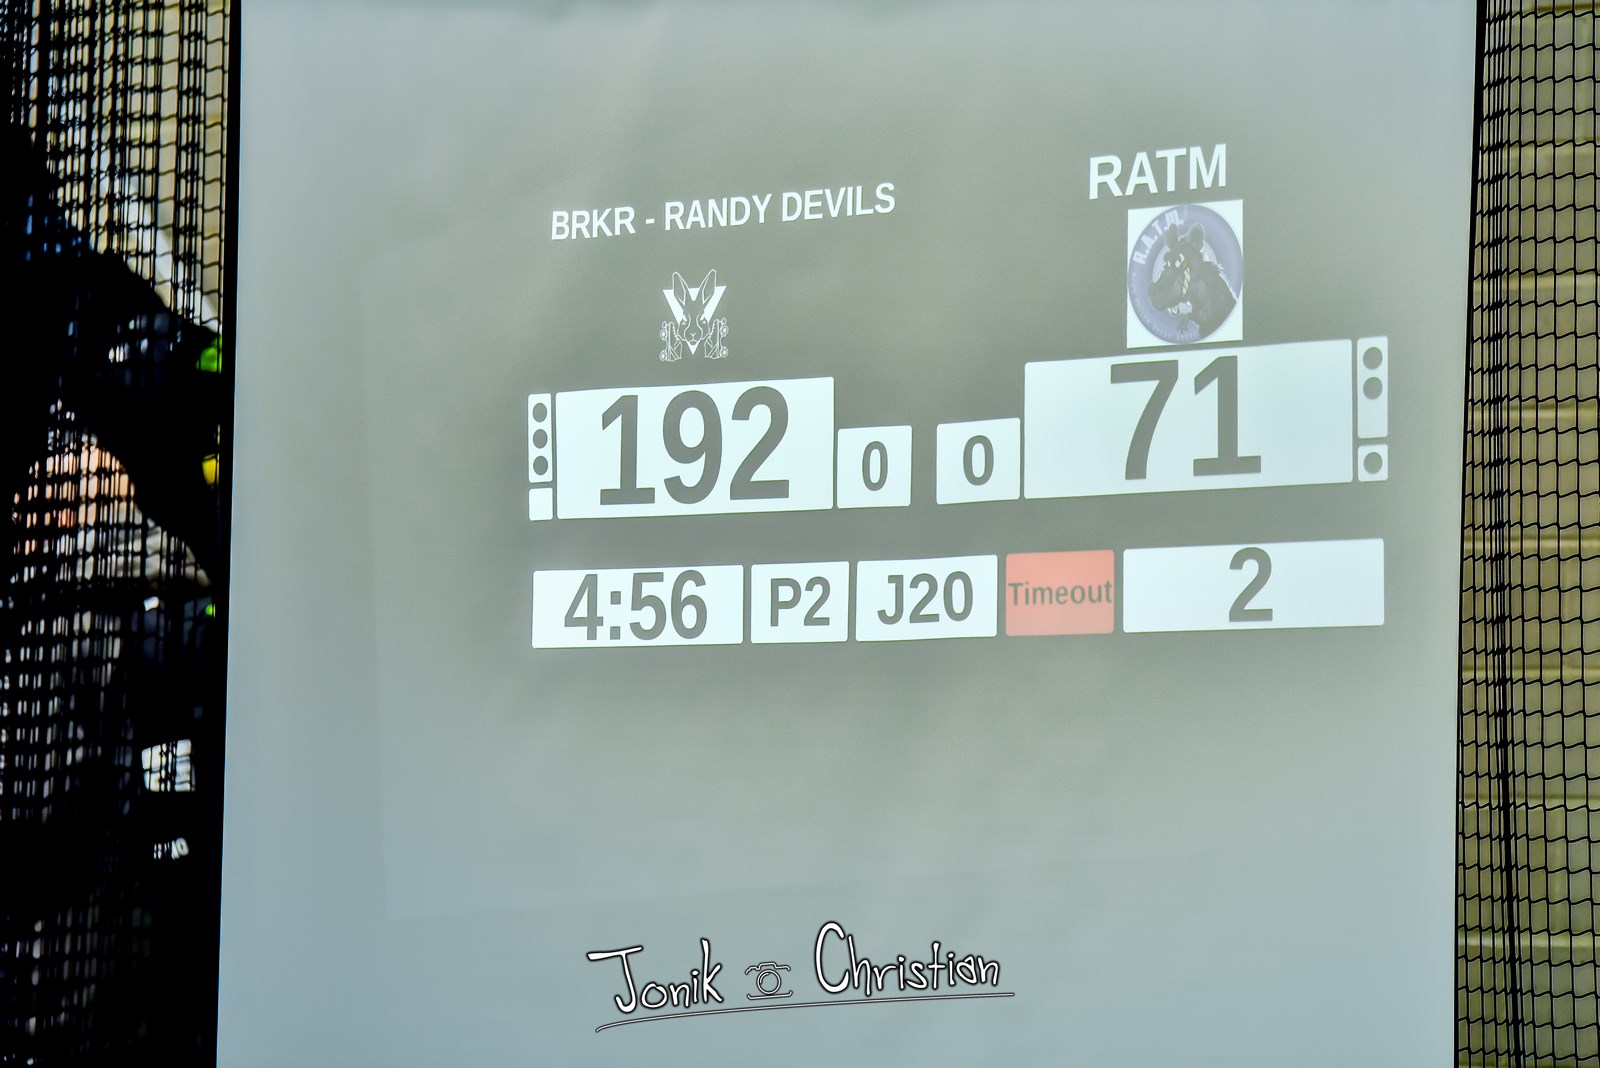 BRKR - RANDY DEVILS
RATM
R.A.T.M.
192 0 0 71
4:56 P2 J20 Timeout 2
Jonik Christian